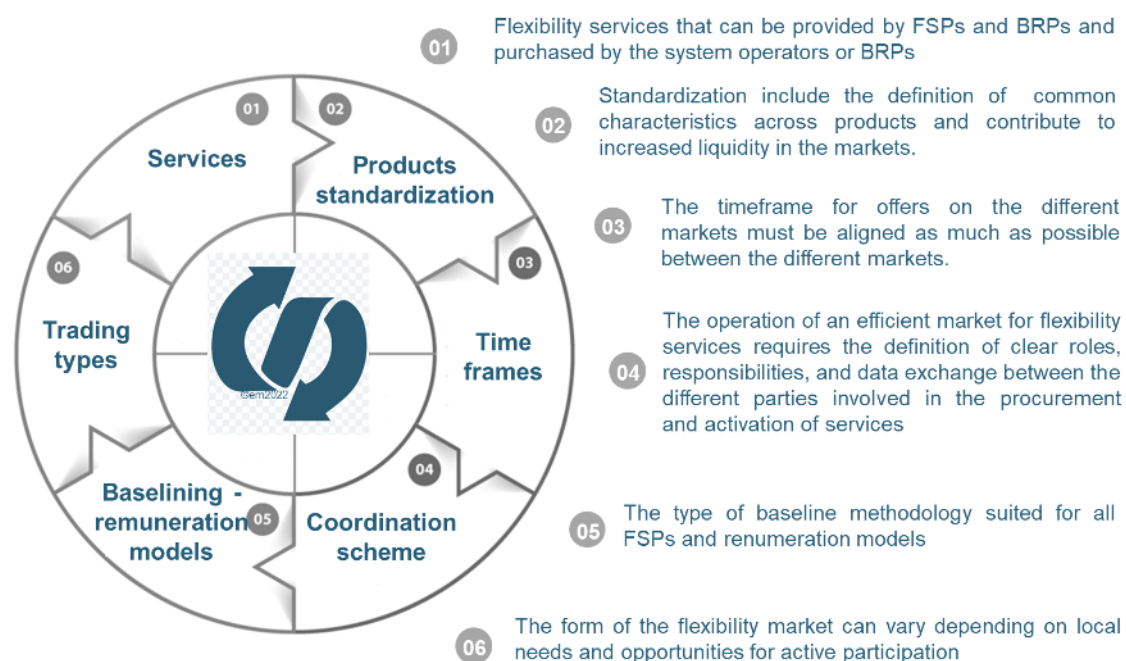 01
Services
02
Products
standardization
03
Time
frames
04
Coordination
scheme
05
Baselining -
remuneration
models
06
Trading
types
©em2022
01
Flexibility services that can be provided by FSPs and BRPs and
purchased by the system operators or BRPs
02
Standardization include the definition of common
characteristics across products and contribute to
increased liquidity in the markets.
03
The timeframe for offers on the different
markets must be aligned as much as possible
between the different markets.
04
The operation of an efficient market for flexibility
services requires the definition of clear roles,
responsibilities, and data exchange between the
different parties involved in the procurement
and activation of services
05
The type of baseline methodology suited for all
FSPs and renumeration models
06
The form of the flexibility market can vary depending on local
needs and opportunities for active participation